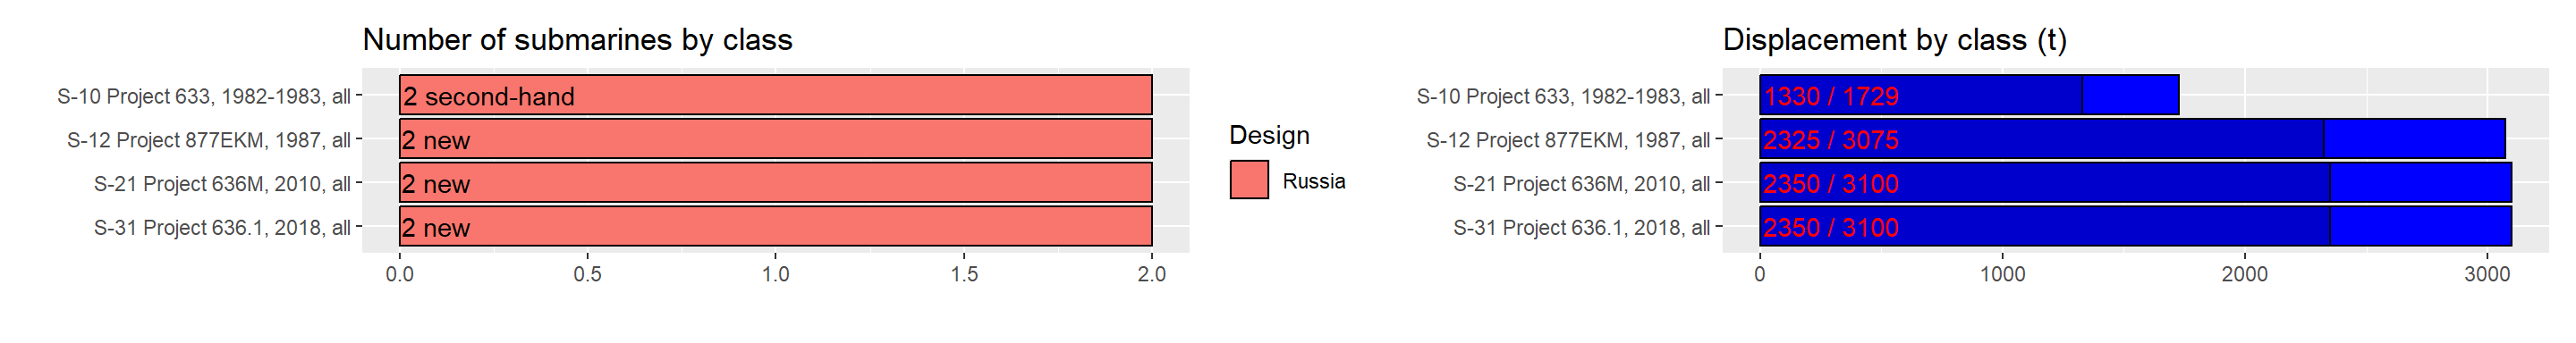 Number of submarines by class
S-10 Project 633, 1982-1983, all
S-12 Project 877EKM, 1987, all
S-21 Project 636M, 2010, all
S-31 Project 636.1, 2018, all
2 second-hand
2 new
2 new
2 new
0.0 0.5 1.0 1.5 2.0
Design
Russia
Displacement by class (t)
S-10 Project 633, 1982-1983, all
S-12 Project 877EKM, 1987, all
S-21 Project 636M, 2010, all
S-31 Project 636.1, 2018, all
1330 / 1729
2325 / 3075
2350 / 3100
2350 / 3100
0 1000 2000 3000